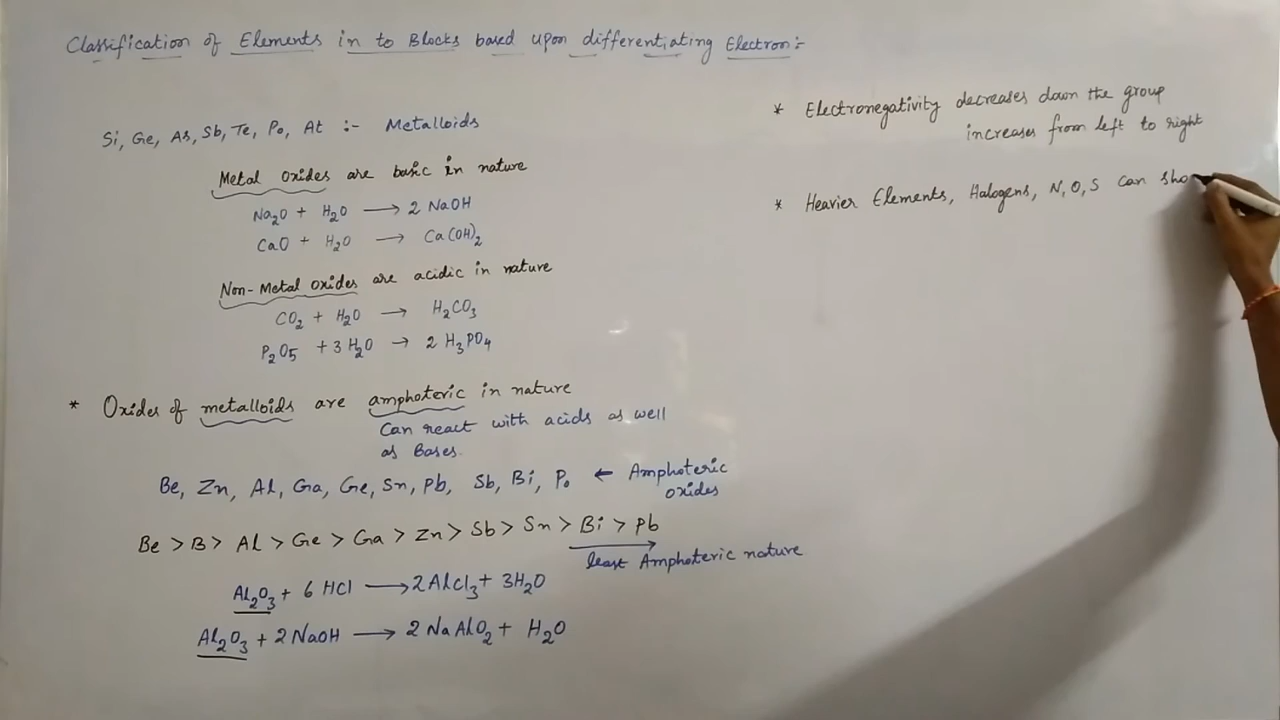 Classification of Elements in to Blocks based upon differentiating Electron:-
Si, Ge, As, Sb, Te, Po, At :- Metalloids
Metal oxides are basic in nature
Na₂O + H₂O → 2 NaOH
CaO + H₂O → Ca(OH)₂
Non-Metal oxides are acidic in nature
CO₂ + H₂O → H₂CO₃
P₂O₅ + 3 H₂O → 2 H₃PO₄
* Oxides of metalloids are amphoteric in nature
Can react with acids as well
as Bases.
Be, Zn, Al, Ga, Ge, Sn, Pb, Sb, Bi, Po ← Amphoteric
oxides
Be > B > Al > Ge > Ga > Zn > Sb > Sn > Bi > Pb
least Amphoteric nature
Al₂O₃ + 6 HCl → 2 AlCl₃ + 3H₂O
Al₂O₃ + 2 NaOH → 2 NaAlO₂ + H₂O
* Electronegativity decreases down the group
increases from left to right
* Heavier Elements, Halogens, N, O, S can sho